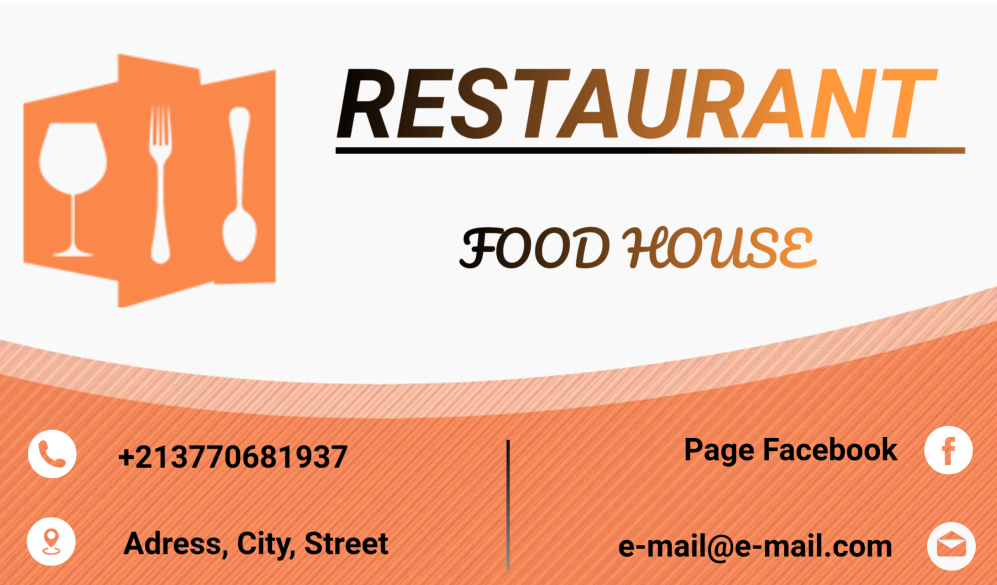 RESTAURANT
FOOD HOUSE
+213770681937
Page Facebook
Adress, City, Street
e-mail@e-mail.com